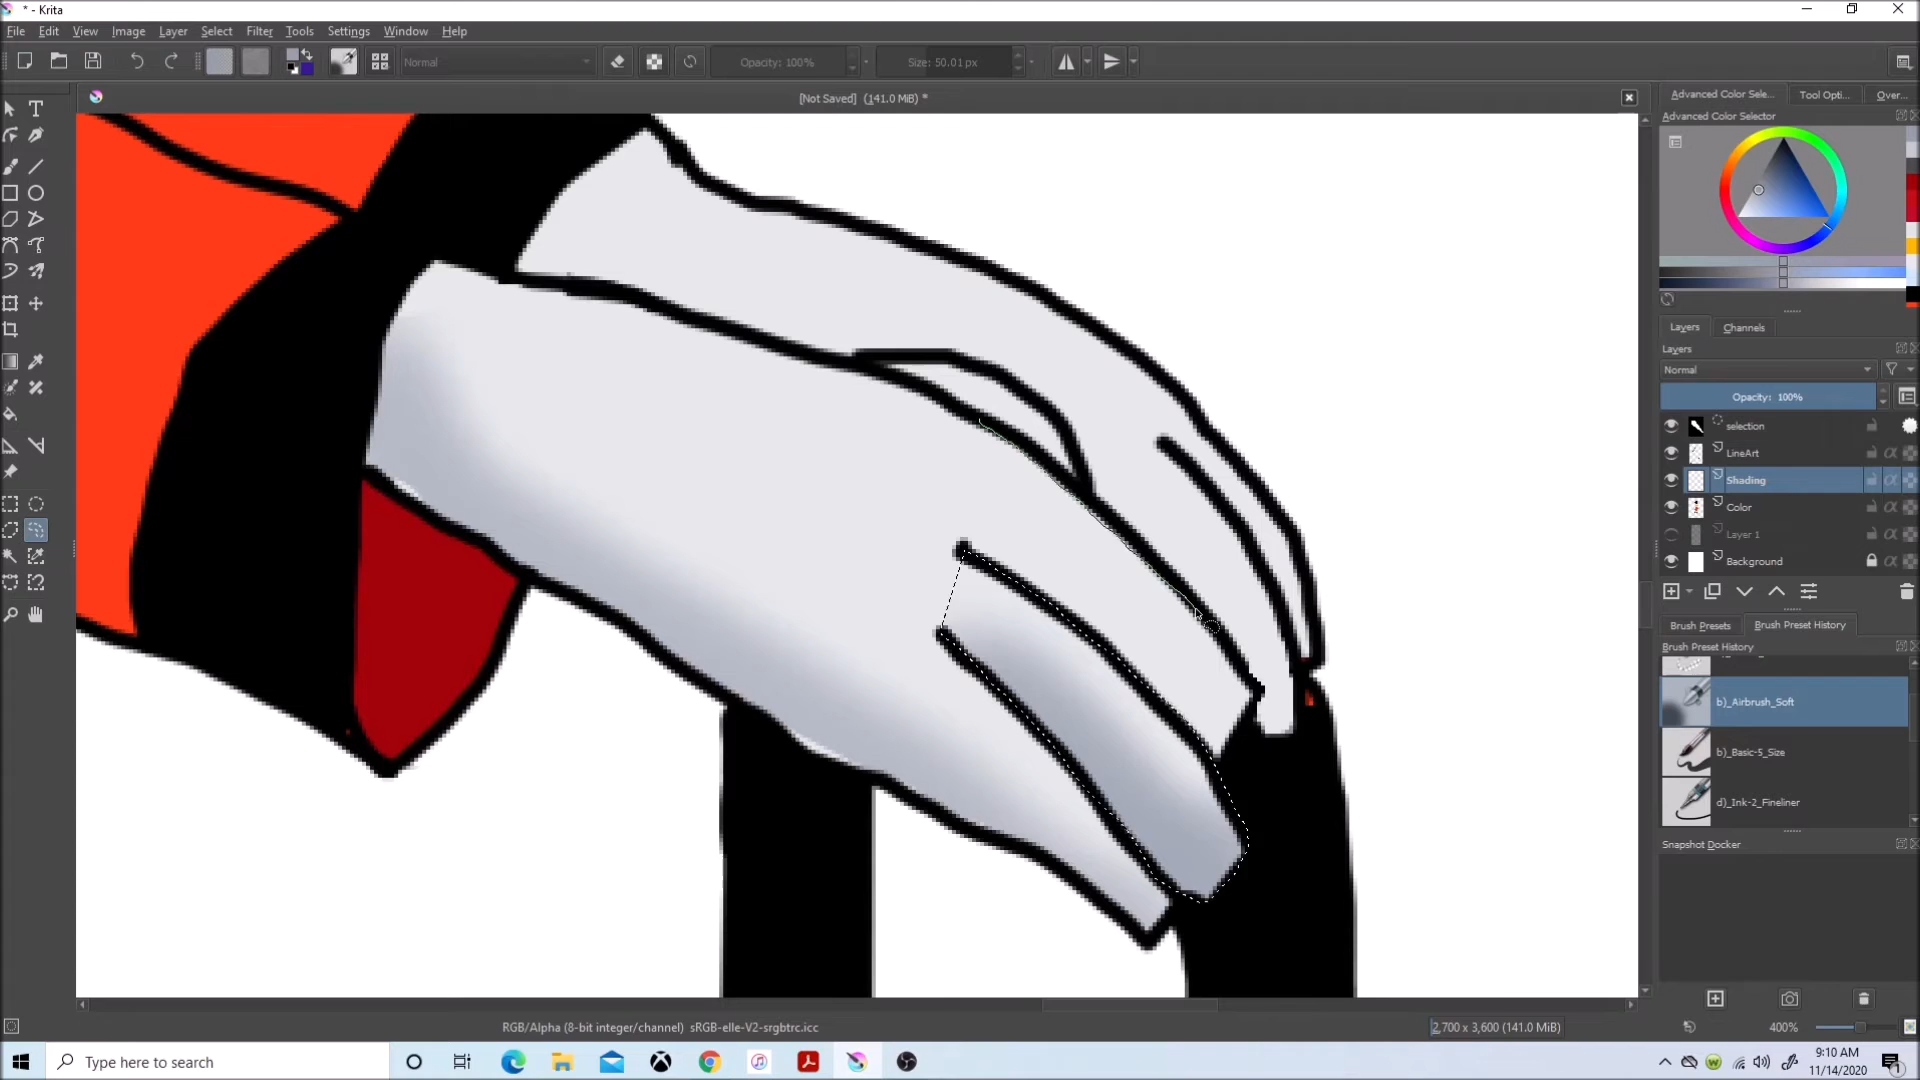 * - Krita
File Edit View Image Layer Select Filter Tools Settings Window Help
Normal Opacity: 100% Size: 50.01 px
[Not Saved] (141.0 MiB) *
Advanced Color Sele... Tool Opti... Over...
Advanced Color Selector
Layers Channels
Layers
Normal
Opacity: 100%
selection
LineArt
Shading
Color
Layer 1
Background
Brush Presets Brush Preset History
Brush Preset History
b)_Airbrush_Soft
b)_Basic-5_Size
d)_Ink-2_Fineliner
Snapshot Docker
RGB/Alpha (8-bit integer/channel) sRGB-elle-V2-srgbtrc.icc 2,700 x 3,600 (141.0 MiB) 400%
Type here to search
9:10 AM
11/14/2020
1